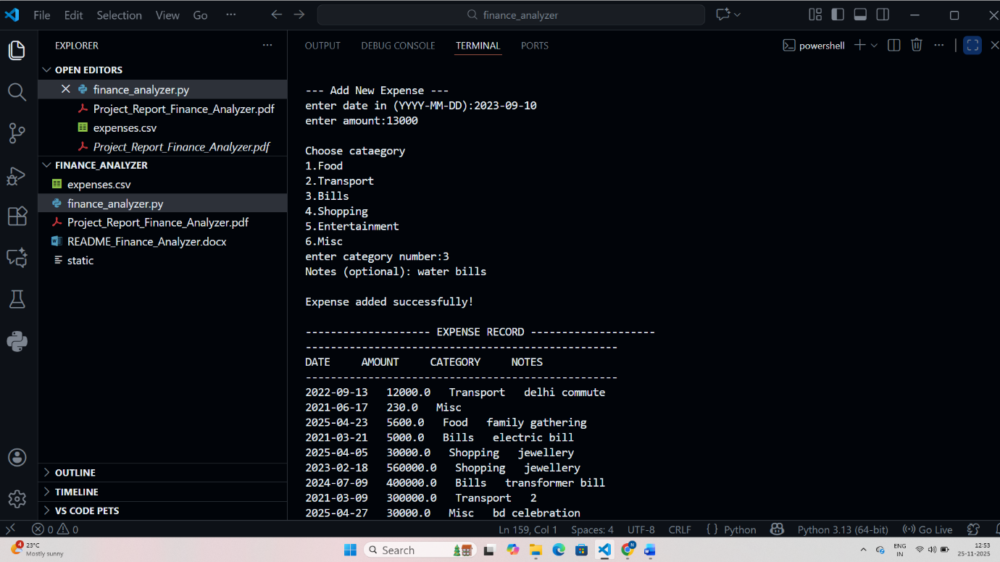 File Edit Selection View Go ··· finance_analyzer
EXPLORER ···
OPEN EDITORS
finance_analyzer.py
Project_Report_Finance_Analyzer.pdf
expenses.csv
Project_Report_Finance_Analyzer.pdf
FINANCE_ANALYZER
expenses.csv
finance_analyzer.py
Project_Report_Finance_Analyzer.pdf
README_Finance_Analyzer.docx
static
OUTLINE
TIMELINE
VS CODE PETS
OUTPUT DEBUG CONSOLE TERMINAL PORTS powershell
--- Add New Expense ---
enter date in (YYYY-MM-DD):2023-09-10
enter amount:13000
Choose cataegory
1.Food
2.Transport
3.Bills
4.Shopping
5.Entertainment
6.Misc
enter category number:3
Notes (optional): water bills
Expense added successfully!
-------------------- EXPENSE RECORD --------------------
--------------------------------------------------
DATE     AMOUNT     CATEGORY     NOTES
--------------------------------------------------
2022-09-13   12000.0   Transport   delhi commute
2021-06-17   230.0   Misc
2025-04-23   5600.0   Food   family gathering
2021-03-21   5000.0   Bills   electric bill
2025-04-05   30000.0   Shopping   jewellery
2023-02-18   560000.0   Shopping   jewellery
2024-07-09   400000.0   Bills   transformer bill
2021-03-09   300000.0   Transport   2
2025-04-27   30000.0   Misc   bd celebration
0 0 Ln 159, Col 1 Spaces: 4 UTF-8 CRLF { } Python Python 3.13 (64-bit) Go Live
4
23°C
Mostly sunny
Search
N
ENG
IN
12:53
25-11-2025